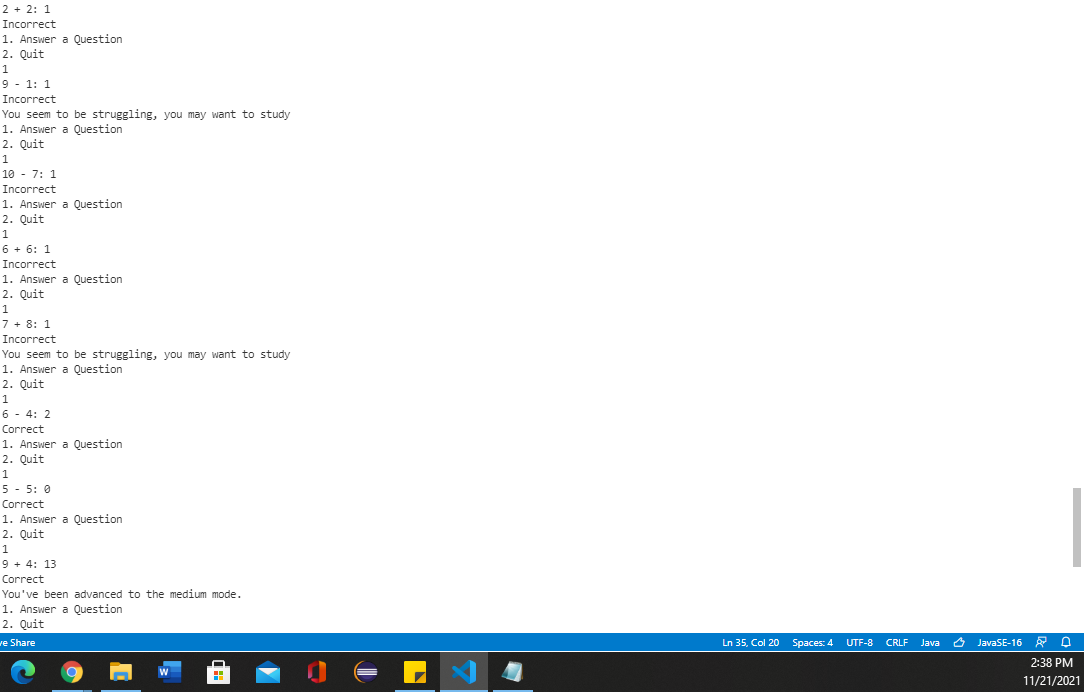 2 + 2: 1
Incorrect
1. Answer a Question
2. Quit
1
9 - 1: 1
Incorrect
You seem to be struggling, you may want to study
1. Answer a Question
2. Quit
1
10 - 7: 1
Incorrect
1. Answer a Question
2. Quit
1
6 + 6: 1
Incorrect
1. Answer a Question
2. Quit
1
7 + 8: 1
Incorrect
You seem to be struggling, you may want to study
1. Answer a Question
2. Quit
1
6 - 4: 2
Correct
1. Answer a Question
2. Quit
1
5 - 5: 0
Correct
1. Answer a Question
2. Quit
1
9 + 4: 13
Correct
You've been advanced to the medium mode.
1. Answer a Question
2. Quit
ve Share Ln 35, Col 20 Spaces: 4 UTF-8 CRLF Java JavaSE-16
W
2:38 PM
11/21/2021